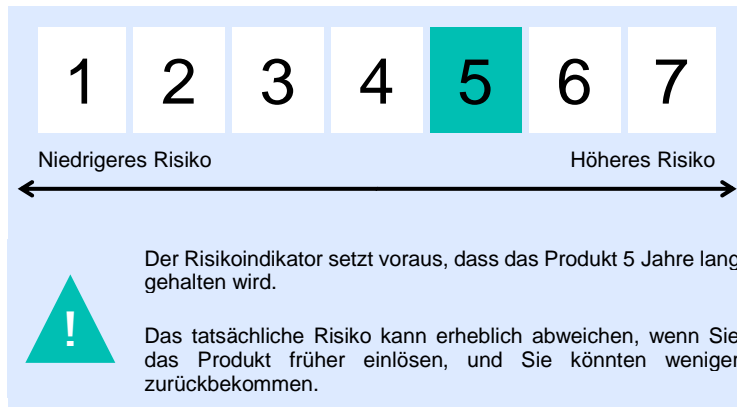 1 2 3 4 5 6 7
Niedrigeres Risiko Höheres Risiko
Der Risikoindikator setzt voraus, dass das Produkt 5 Jahre lang
gehalten wird.
!
Das tatsächliche Risiko kann erheblich abweichen, wenn Sie
das Produkt früher einlösen, und Sie könnten weniger
zurückbekommen.